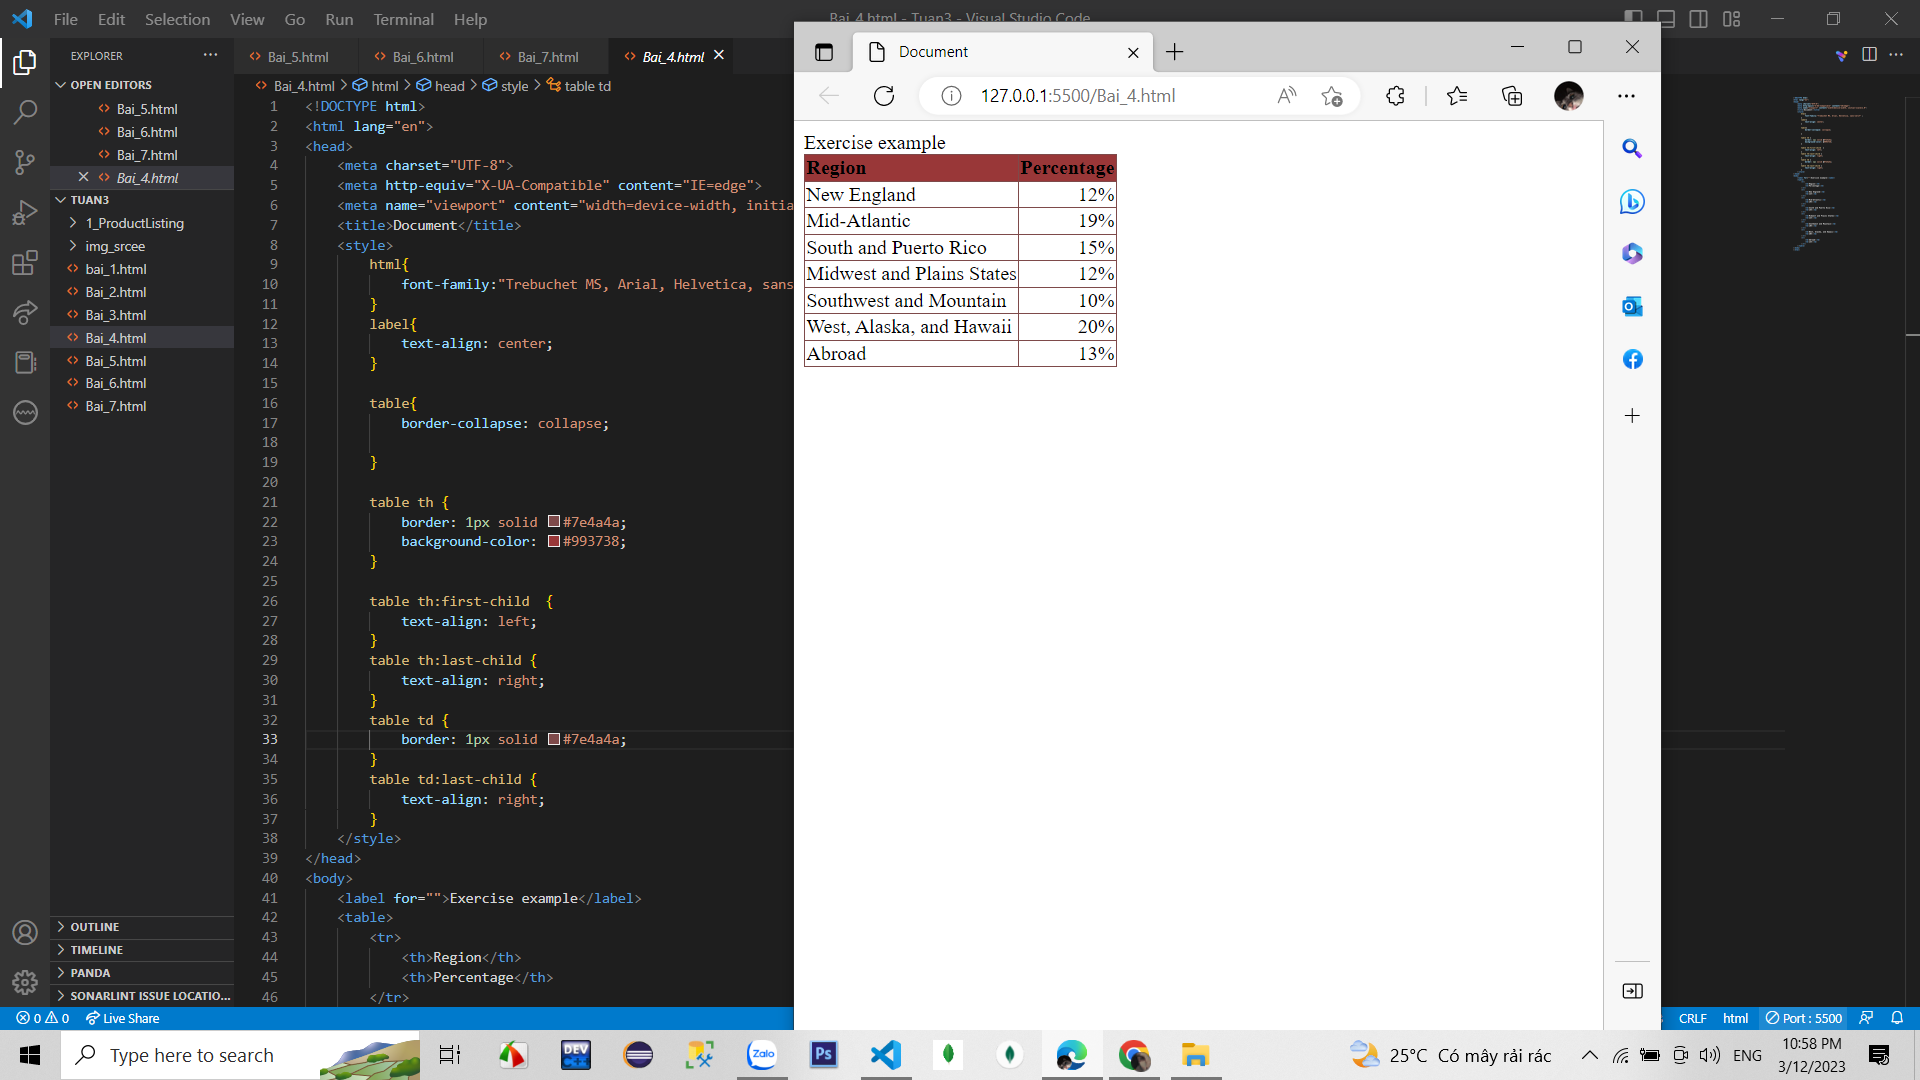 File Edit Selection View Go Run Terminal Help
Bai_4.html - Tuan3 - Visual Studio Code
EXPLORER
OPEN EDITORS
Bai_5.html
Bai_6.html
Bai_7.html
Bai_4.html
TUAN3
1_ProductListing
img_srcee
bai_1.html
Bai_2.html
Bai_3.html
Bai_4.html
Bai_5.html
Bai_6.html
Bai_7.html
OUTLINE
TIMELINE
PANDA
SONARLINT ISSUE LOCATIO...
Bai_5.html Bai_6.html Bai_7.html Bai_4.html
Bai_4.html > html > head > style > table td
1 <!DOCTYPE html>
2 <html lang="en">
3 <head>
4 <meta charset="UTF-8">
5 <meta http-equiv="X-UA-Compatible" content="IE=edge">
6 <meta name="viewport" content="width=device-width, initia
7 <title>Document</title>
8 <style>
9 html{
10 font-family:"Trebuchet MS, Arial, Helvetica, sans
11 }
12 label{
13 text-align: center;
14 }
15
16 table{
17 border-collapse: collapse;
18
19 }
20
21 table th {
22 border: 1px solid #7e4a4a;
23 background-color: #993738;
24 }
25
26 table th:first-child {
27 text-align: left;
28 }
29 table th:last-child {
30 text-align: right;
31 }
32 table td {
33 border: 1px solid #7e4a4a;
34 }
35 table td:last-child {
36 text-align: right;
37 }
38 </style>
39 </head>
40 <body>
41 <label for="">Exercise example</label>
42 <table>
43 <tr>
44 <th>Region</th>
45 <th>Percentage</th>
46 </tr>
Document
127.0.0.1:5500/Bai_4.html
Exercise example
Region Percentage
New England 12%
Mid-Atlantic 19%
South and Puerto Rico 15%
Midwest and Plains States 12%
Southwest and Mountain 10%
West, Alaska, and Hawaii 20%
Abroad 13%
0 0 Live Share
CRLF html Port : 5500
Type here to search
DEV C++
Zalo
Ps
25°C Có mây rải rác
ENG
10:58 PM
3/12/2023